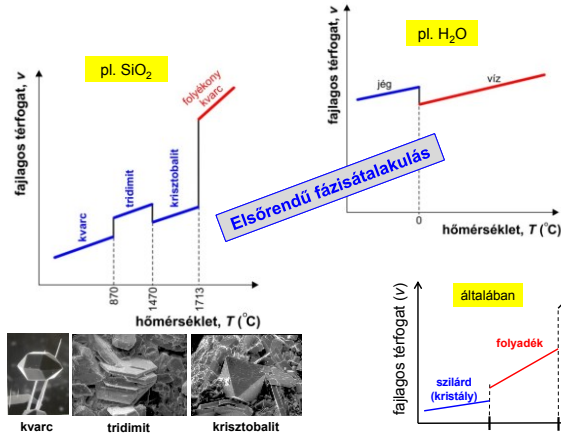 pl. SiO₂
fajlagos térfogat, v
kvarc
tridimit
krisztobalit
folyékony
kvarc
870
1470
1713
hőmérséklet, T (°C)
pl. H₂O
fajlagos térfogat, v
jég
víz
0
hőmérséklet, T (°C)
Elsőrendű fázisátalakulás
általában
fajlagos térfogat (v)
szilárd
(kristály)
folyadék
kvarc
tridimit
krisztobalit